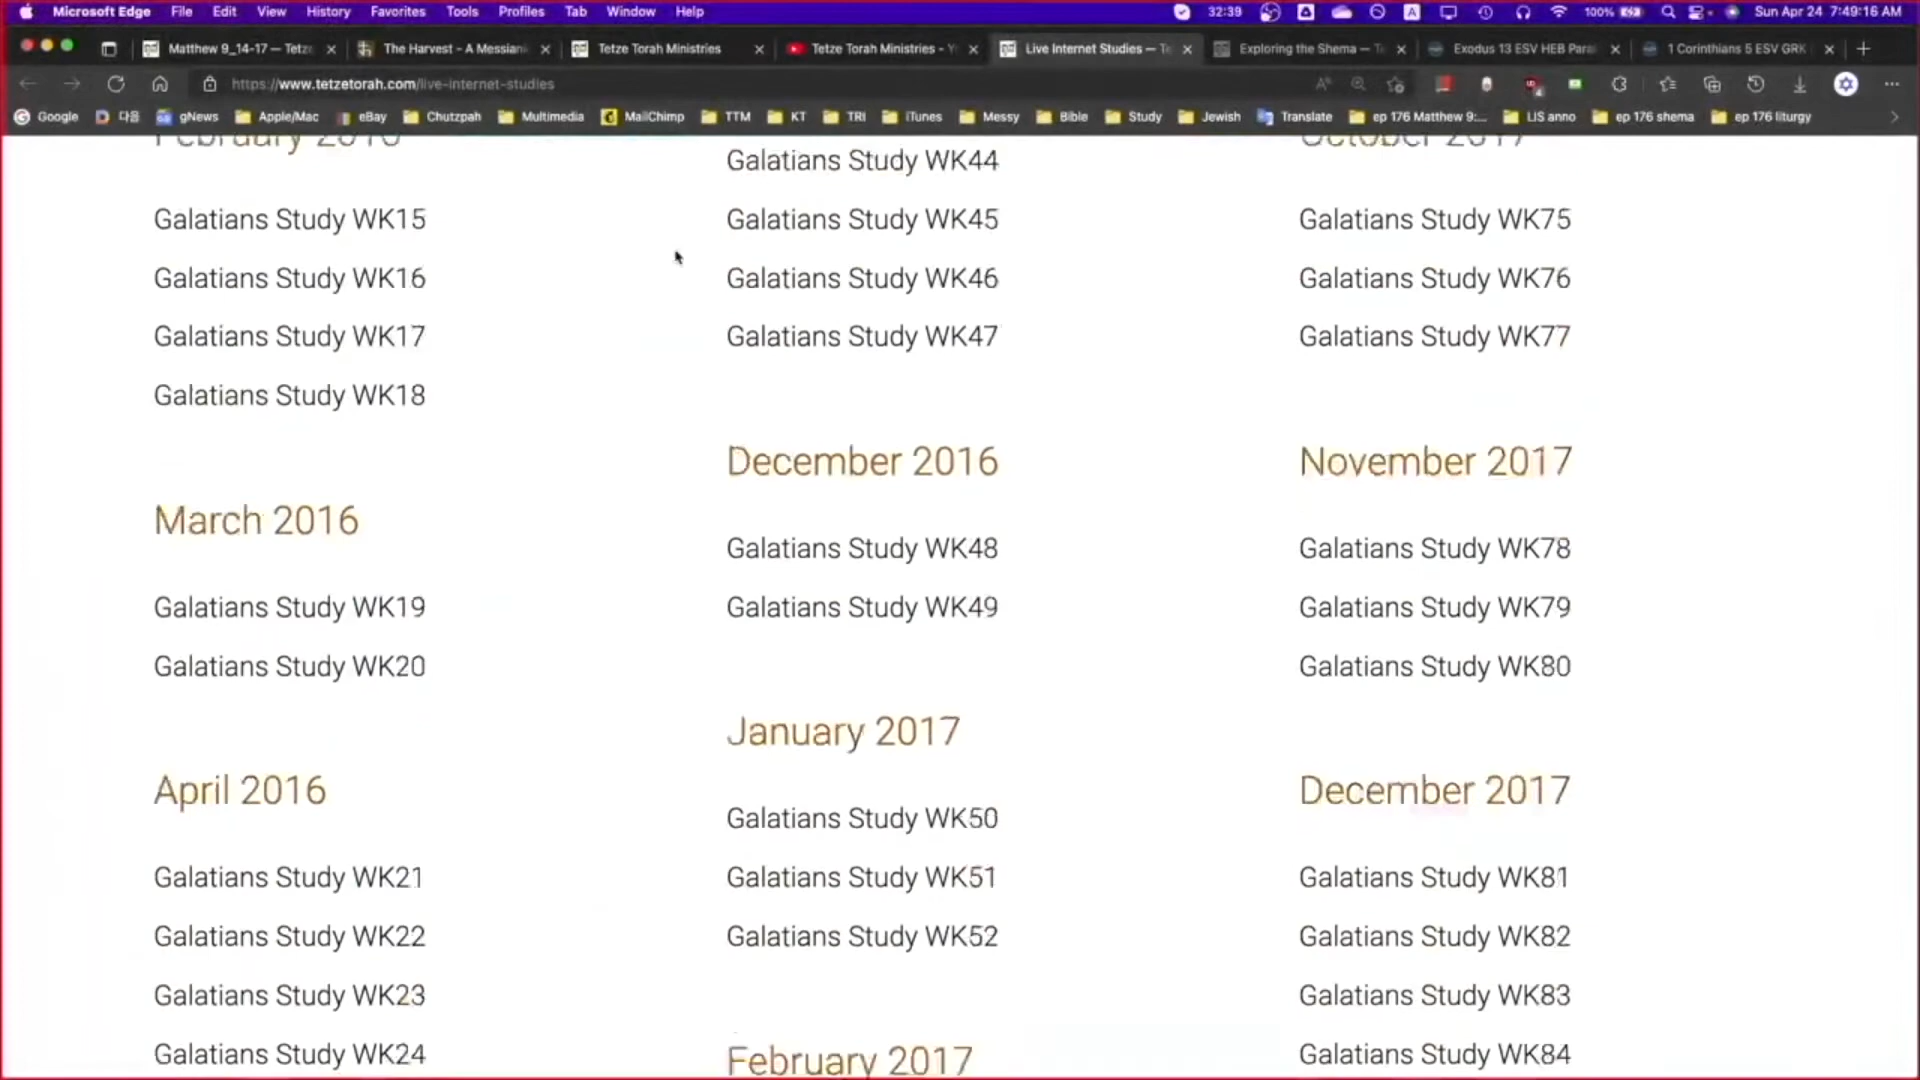 Microsoft Edge File Edit View History Favorites Tools Profiles Tab Window Help 32:39 A 100% Sun Apr 24 7:49:16 AM
Matthew 9_14-17 — Tetze The Harvest - A Messian Tetze Torah Ministries Tetze Torah Ministries - Y Live Internet Studies — Te Exploring the Shema — Te Exodus 13 ESV HEB Para 1 Corinthians 5 ESV GRK
https://www.tetzetorah.com/live-internet-studies
Google 다음 gNews Apple/Mac eBay Chutzpah Multimedia MailChimp TTM KT TRI iTunes Messy Bible Study Jewish Translate ep 176 Matthew 9:... LIS anno ep 176 shema ep 176 liturgy
February 2016
Galatians Study WK15
Galatians Study WK16
Galatians Study WK17
Galatians Study WK18
March 2016
Galatians Study WK19
Galatians Study WK20
April 2016
Galatians Study WK21
Galatians Study WK22
Galatians Study WK23
Galatians Study WK24
Galatians Study WK44
Galatians Study WK45
Galatians Study WK46
Galatians Study WK47
December 2016
Galatians Study WK48
Galatians Study WK49
January 2017
Galatians Study WK50
Galatians Study WK51
Galatians Study WK52
February 2017
October 2017
Galatians Study WK75
Galatians Study WK76
Galatians Study WK77
November 2017
Galatians Study WK78
Galatians Study WK79
Galatians Study WK80
December 2017
Galatians Study WK81
Galatians Study WK82
Galatians Study WK83
Galatians Study WK84